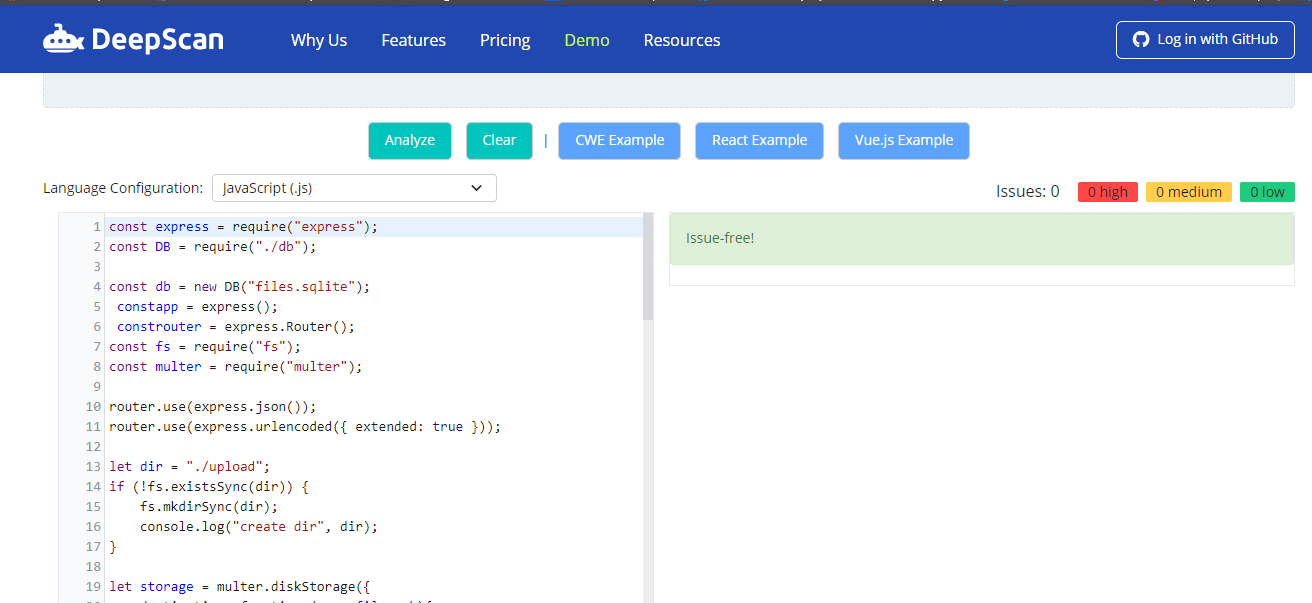 DeepScan
Why Us Features Pricing Demo Resources
Log in with GitHub
Analyze Clear | CWE Example React Example Vue.js Example
Language Configuration: JavaScript (.js)
Issues: 0 0 high 0 medium 0 low
Issue-free!
1 const express = require("express");
2 const DB = require("./db");
3
4 const db = new DB("files.sqlite");
5 constapp = express();
6 construuter = express.Router();
7 const fs = require("fs");
8 const multer = require("multer");
9
10 router.use(express.json());
11 router.use(express.urlencoded({ extended: true }));
12
13 let dir = "./upload";
14 if (!fs.existsSync(dir)) {
15 fs.mkdirSync(dir);
16 console.log("create dir", dir);
17 }
18
19 let storage = multer.diskStorage({